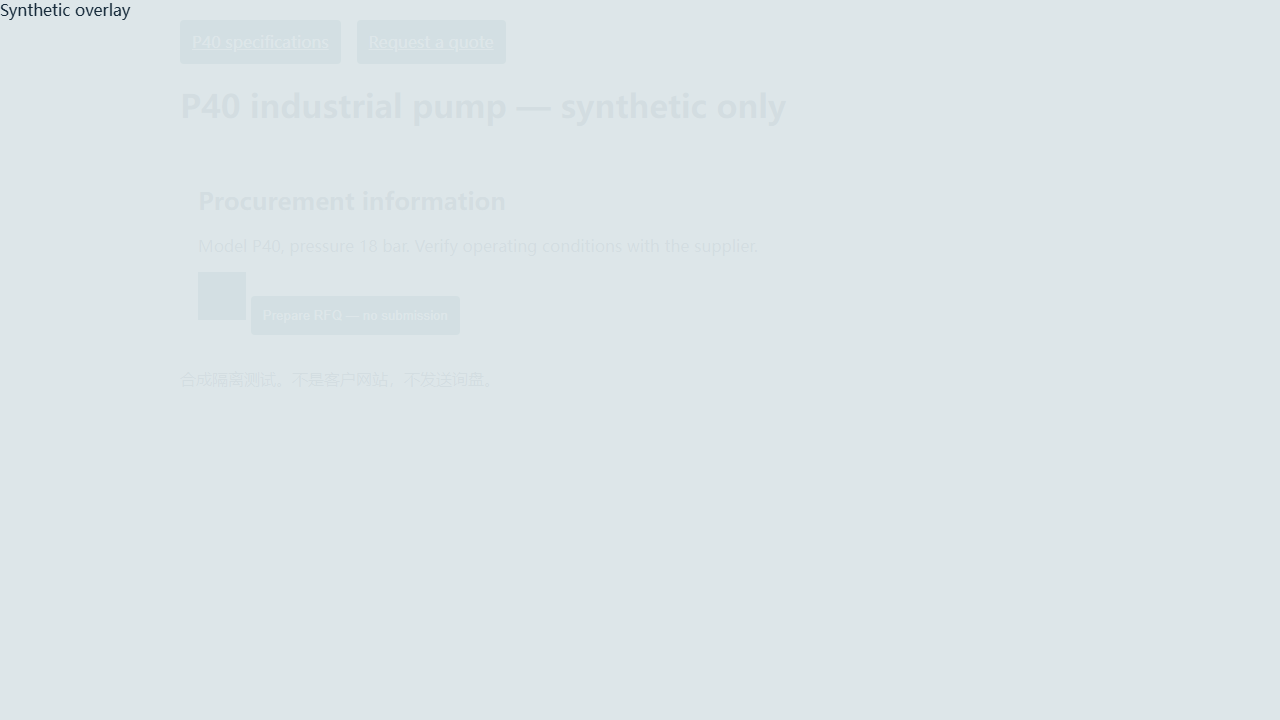 Synthetic overlay
P40 specifications
Request a quote
P40 industrial pump — synthetic only
Procurement information
Model P40, pressure 18 bar. Verify operating conditions with the supplier.
Prepare RFQ — no submission
合成隔离测试。不是客户网站，不发送询盘。